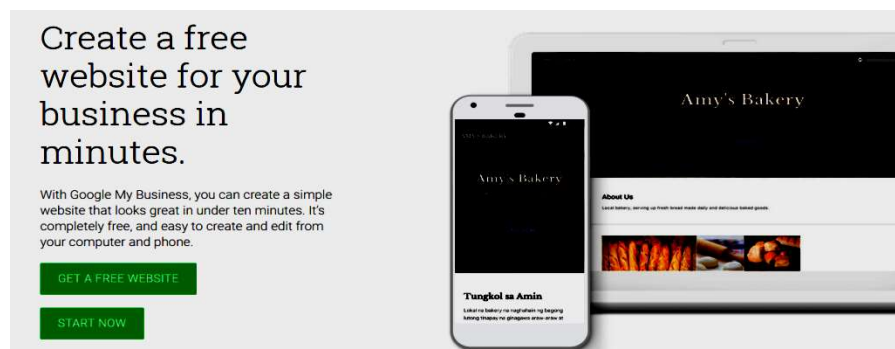 Create a free
website for your
business in
minutes.
With Google My Business, you can create a simple
website that looks great in under ten minutes. It's
completely free, and easy to create and edit from
your computer and phone.
GET A FREE WEBSITE
START NOW
Amy's Bakery
Tungkol sa Amin
Lokal na bakery na naghahain ng bagong
lutong tinapay na ginagawa araw-araw at
Amy's Bakery
About Us
Local bakery, serving up fresh bread made daily and delicious baked goods.